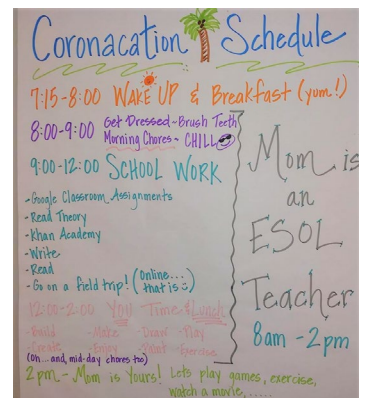 Coronacation Schedule
7:15-8:00 WAKE UP & Breakfast (yum!)
8:00-9:00 Get Dressed-Brush Teeth
Morning Chores- CHILL
9:00-12:00 SCHOOL WORK
-Google Classroom Assignments
-Read Theory
-Khan Academy
-Write
-Read
-Go on a field trip! (Online... that is :)
12:00-2:00 You Time & Lunch
-Build -Make -Draw -Play
-Create -Enjoy -Paint -Exercise
(Oh...and, mid-day chores too)
2pm - Mom is Yours! Lets play games, exercise,
watch a movie, .....
Mom is
an
ESOL
Teacher
8am -2pm